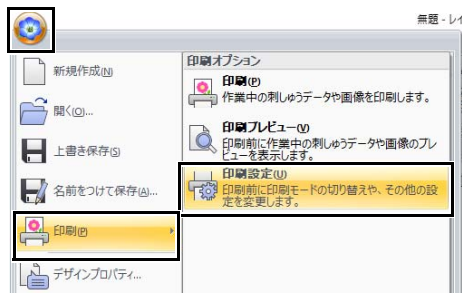 無題 - レイ
新規作成(N)
開く(O)...
上書き保存(S)
名前をつけて保存(A)...
印刷(P)
デザインプロパティ...
印刷オプション
印刷(P)
作業中の刺しゅうデータや画像を印刷します。
印刷プレビュー(V)
印刷前に作業中の刺しゅうデータや画像のプレ
ビューを表示します。
印刷設定(U)
印刷前に印刷モードの切り替えや、その他の設
定を変更します。